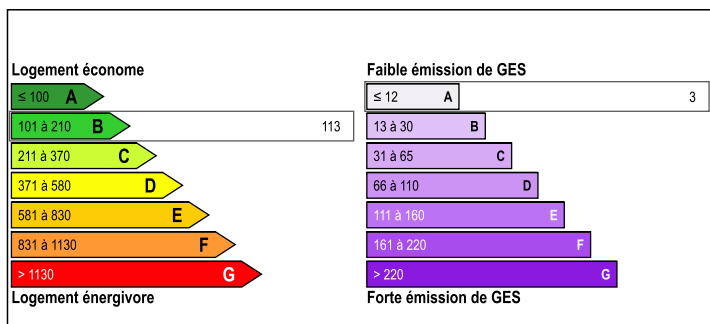 Logement économe
≤ 100 A
101 à 210 B 113
211 à 370 C
371 à 580 D
581 à 830 E
831 à 1130 F
> 1130 G
Logement énergivore
Faible émission de GES
≤ 12 A 3
13 à 30 B
31 à 65 C
66 à 110 D
111 à 160 E
161 à 220 F
> 220 G
Forte émission de GES